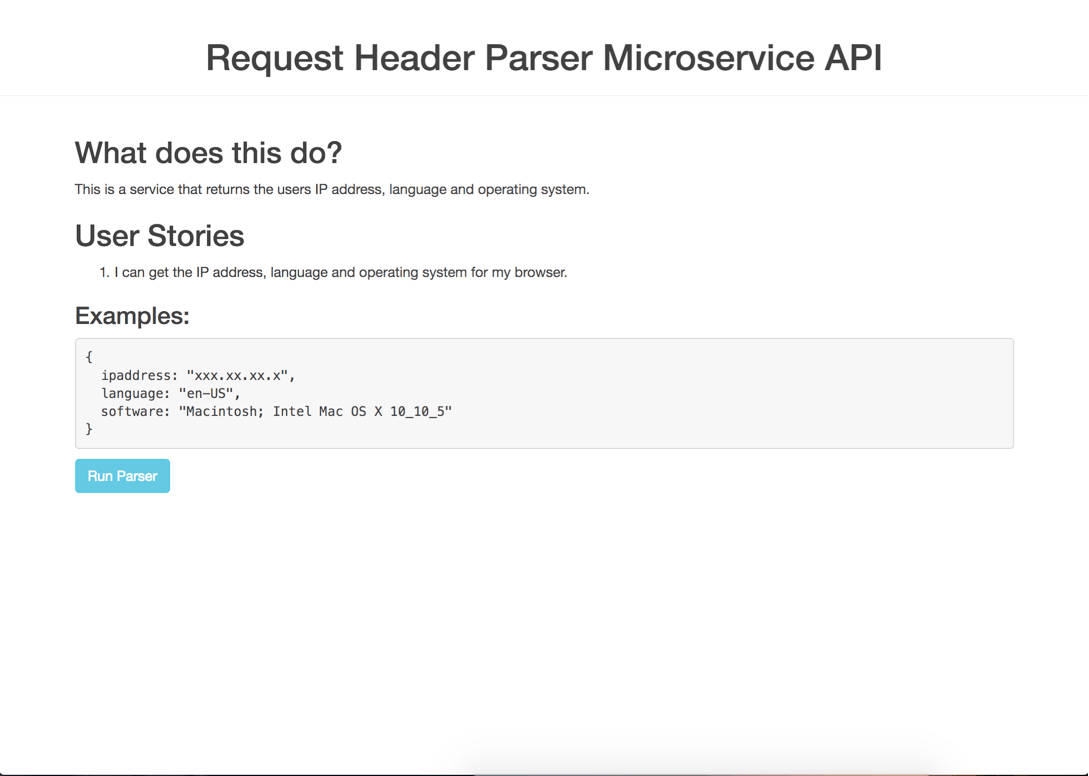 Request Header Parser Microservice API
What does this do?
This is a service that returns the users IP address, language and operating system.
User Stories
1. I can get the IP address, language and operating system for my browser.
Examples:
{
  ipaddress: "xxx.xx.xx.x",
  language: "en-US",
  software: "Macintosh; Intel Mac OS X 10_10_5"
}
Run Parser